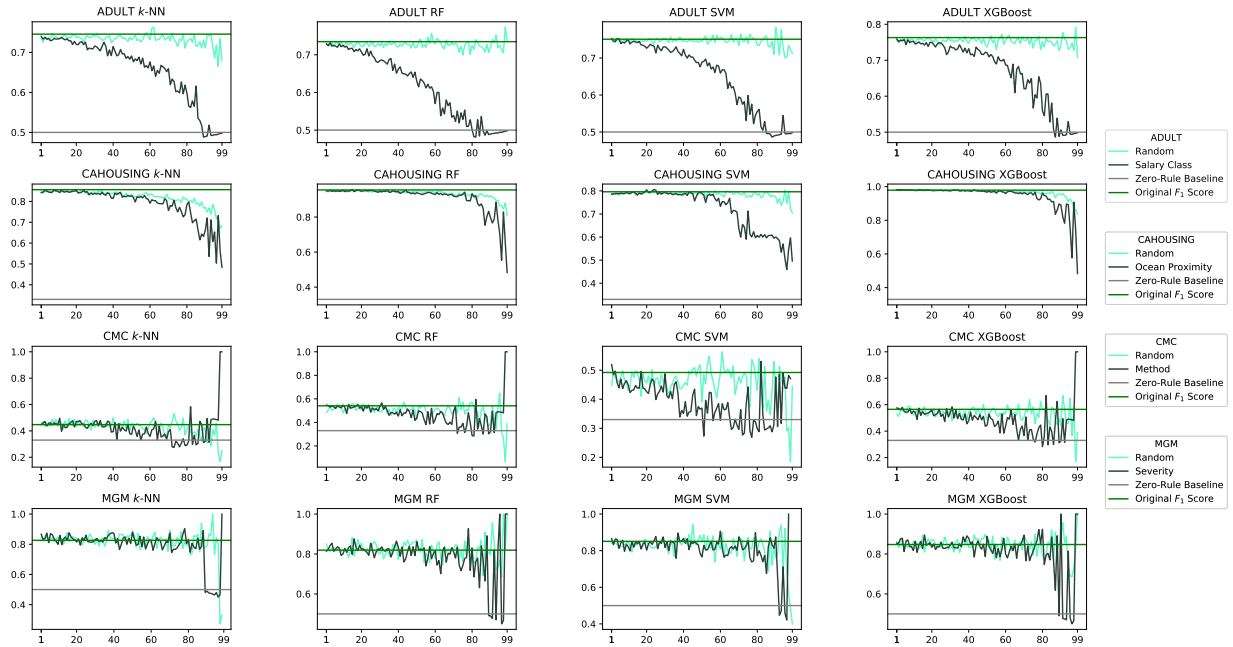 ADULT k-NN
0.7
0.6
0.5
1 20 40 60 80 99
ADULT RF
0.7
0.6
0.5
1 20 40 60 80 99
ADULT SVM
0.7
0.6
0.5
1 20 40 60 80 99
ADULT XGBoost
0.8
0.7
0.6
0.5
1 20 40 60 80 99
ADULT
Random
Salary Class
Zero-Rule Baseline
Original F1 Score
CAHOUSING k-NN
0.8
0.7
0.6
0.5
0.4
1 20 40 60 80 99
CAHOUSING RF
0.8
0.6
0.4
1 20 40 60 80 99
CAHOUSING SVM
0.8
0.7
0.6
0.5
0.4
1 20 40 60 80 99
CAHOUSING XGBoost
1.0
0.8
0.6
0.4
1 20 40 60 80 99
CAHOUSING
Random
Ocean Proximity
Zero-Rule Baseline
Original F1 Score
CMC k-NN
1.0
0.8
0.6
0.4
0.2
1 20 40 60 80 99
CMC RF
1.0
0.8
0.6
0.4
0.2
1 20 40 60 80 99
CMC SVM
0.5
0.4
0.3
0.2
1 20 40 60 80 99
CMC XGBoost
1.0
0.8
0.6
0.4
0.2
1 20 40 60 80 99
CMC
Random
Method
Zero-Rule Baseline
Original F1 Score
MGM k-NN
1.0
0.8
0.6
0.4
1 20 40 60 80 99
MGM RF
1.0
0.8
0.6
1 20 40 60 80 99
MGM SVM
1.0
0.8
0.6
0.4
1 20 40 60 80 99
MGM XGBoost
1.0
0.8
0.6
1 20 40 60 80 99
MGM
Random
Severity
Zero-Rule Baseline
Original F1 Score